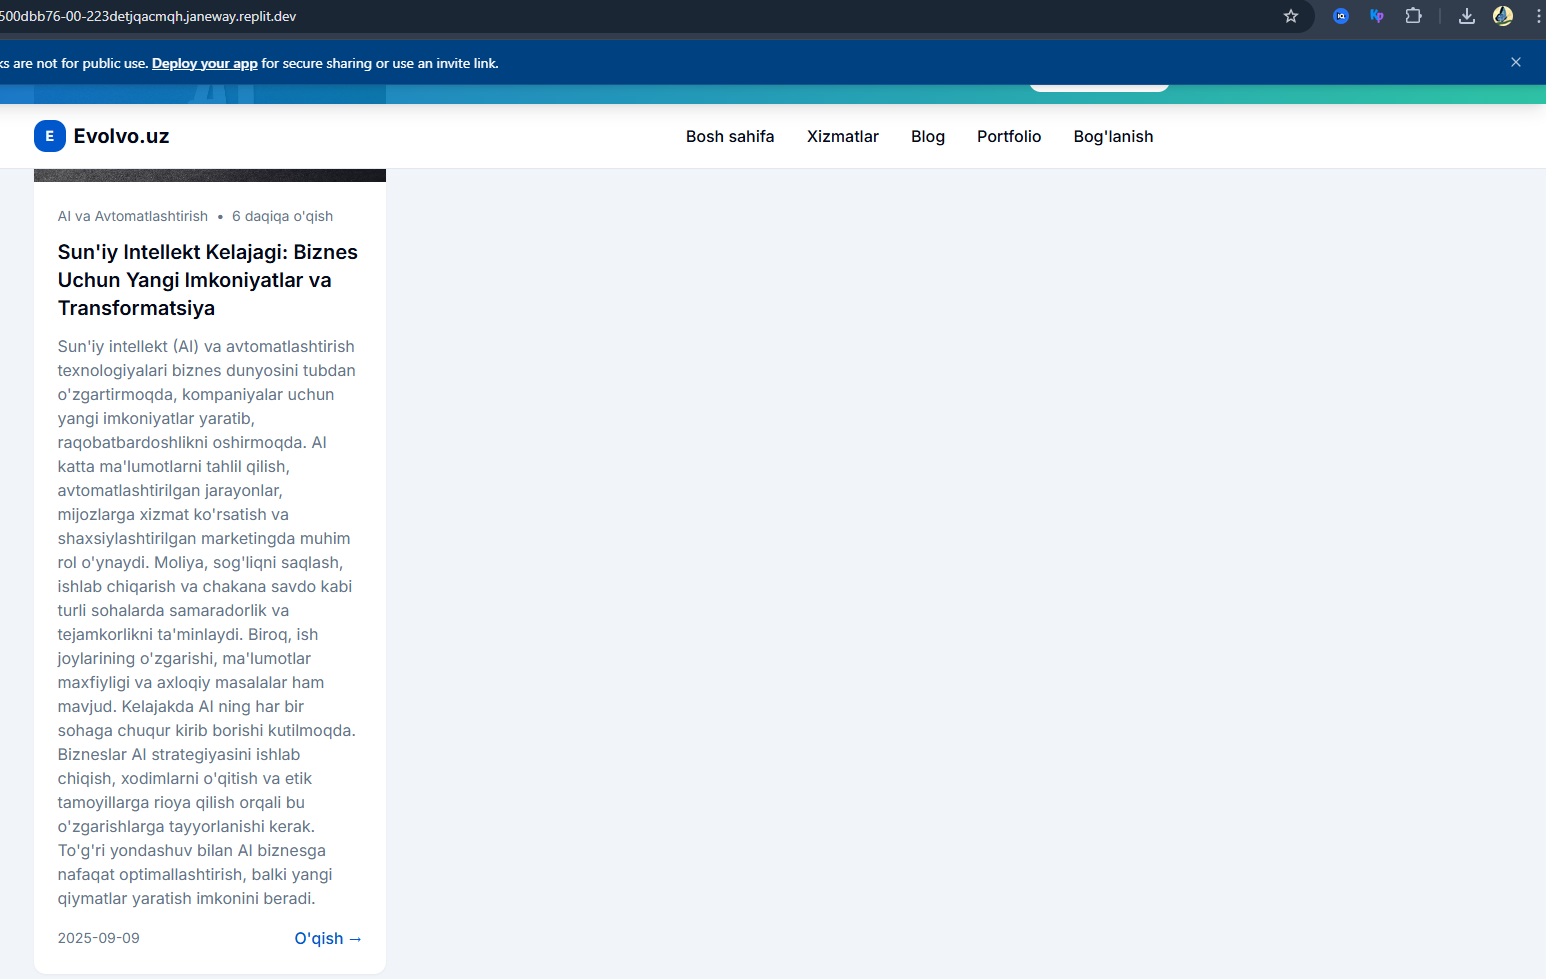 500dbb76-00-223detjqacmqh.janeway.replit.dev
ks are not for public use. Deploy your app for secure sharing or use an invite link.
E Evolvo.uz
Bosh sahifa Xizmatlar Blog Portfolio Bog'lanish
AI va Avtomatlashtirish • 6 daqiqa o'qish
Sun'iy Intellekt Kelajagi: Biznes
Uchun Yangi Imkoniyatlar va
Transformatsiya
Sun'iy intellekt (AI) va avtomatlashtirish
texnologiyalari biznes dunyosini tubdan
o'zgartirmoqda, kompaniyalar uchun
yangi imkoniyatlar yaratib,
raqobatbardoshlikni oshirmoqda. AI
katta ma'lumotlarni tahlil qilish,
avtomatlashtirilgan jarayonlar,
mijozlarga xizmat ko'rsatish va
shaxsiylashtirilgan marketingda muhim
rol o'ynaydi. Moliya, sog'liqni saqlash,
ishlab chiqarish va chakana savdo kabi
turli sohalarda samaradorlik va
tejamkorlikni ta'minlaydi. Biroq, ish
joylarining o'zgarishi, ma'lumotlar
maxfiyligi va axloqiy masalalar ham
mavjud. Kelajakda AI ning har bir
sohaga chuqur kirib borishi kutilmoqda.
Bizneslar AI strategiyasini ishlab
chiqish, xodimlarni o'qitish va etik
tamoyillarga rioya qilish orqali bu
o'zgarishlarga tayyorlanishi kerak.
To'g'ri yondashuv bilan AI biznesga
nafaqat optimallashtirish, balki yangi
qiymatlar yaratish imkonini beradi.
2025-09-09 O'qish →